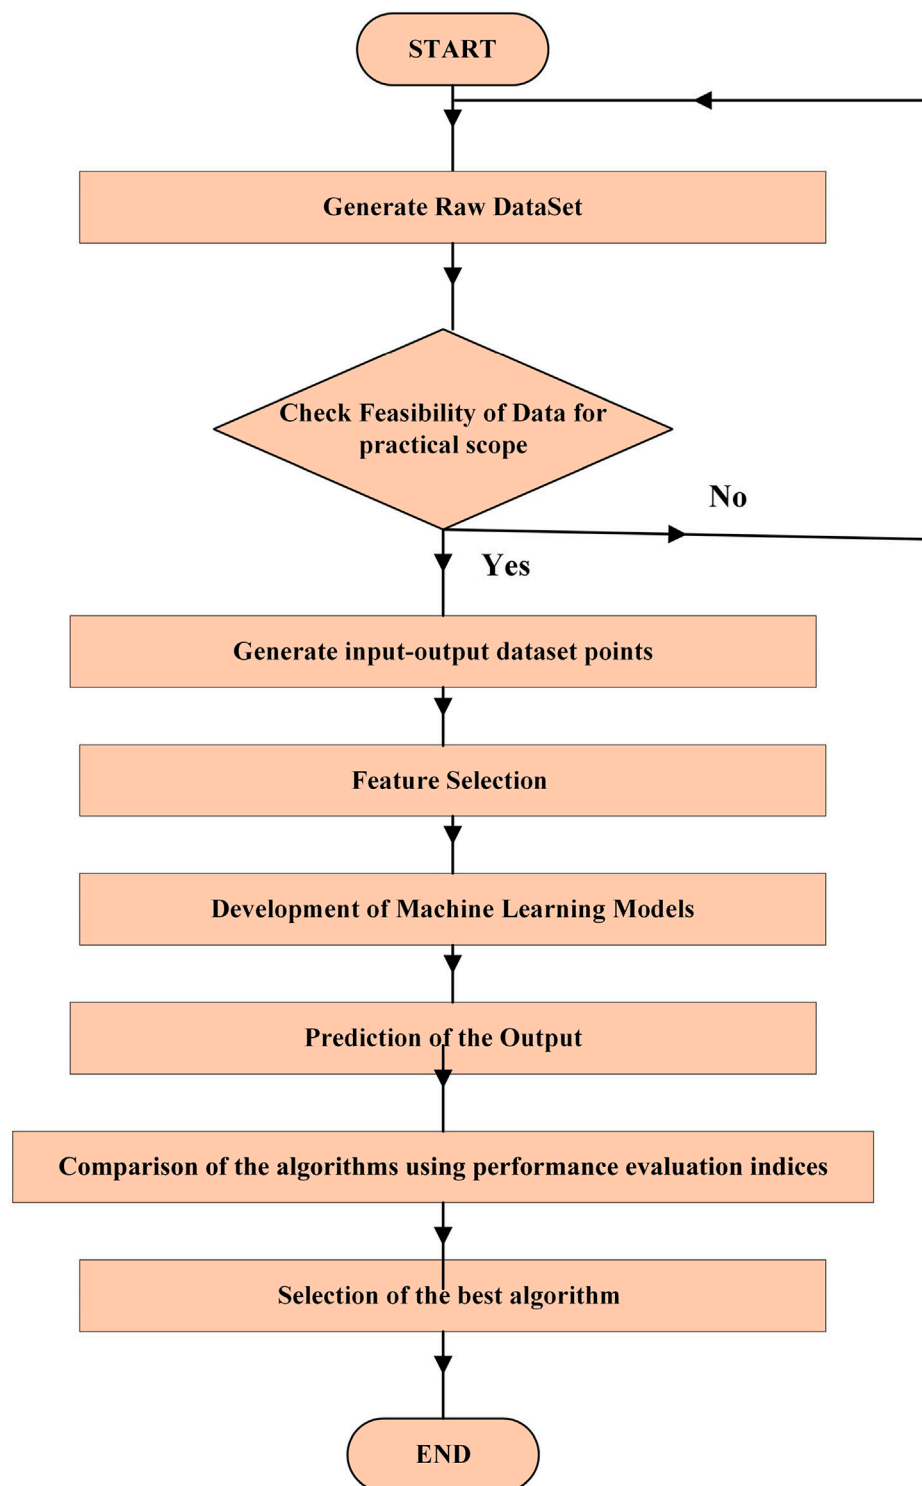 START
Generate Raw DataSet
Check Feasibility of Data for
practical scope
No
Yes
Generate input-output dataset points
Feature Selection
Development of Machine Learning Models
Prediction of the Output
Comparison of the algorithms using performance evaluation indices
Selection of the best algorithm
END